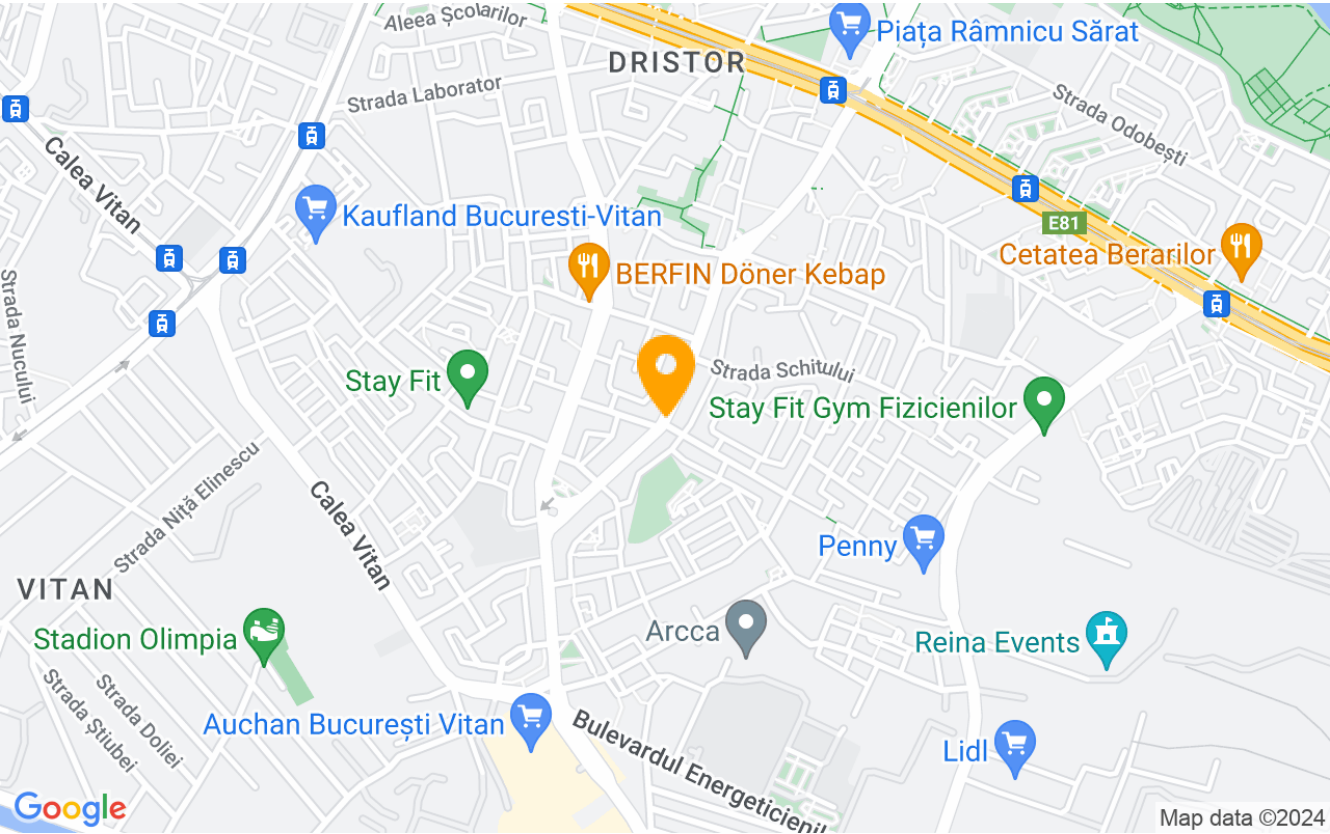 Aleea Școlarilor
Piața Râmnicu Sărat
DRISTOR
Strada Laborator
Strada Odobești
Calea Vitan
Kaufland Bucuresti-Vitan
E81
Cetatea Berarilor
BERFIN Döner Kebap
Strada Nucului
Strada Schitului
Stay Fit
Stay Fit Gym Fizicienilor
Strada Niță Elinescu
Calea Vitan
Penny
VITAN
Stadion Olimpia
Arcca
Reina Events
Strada Știubei
Strada Doliei
Auchan București Vitan
Bulevardul Energeticienil
Lidl
Google
Map data ©2024